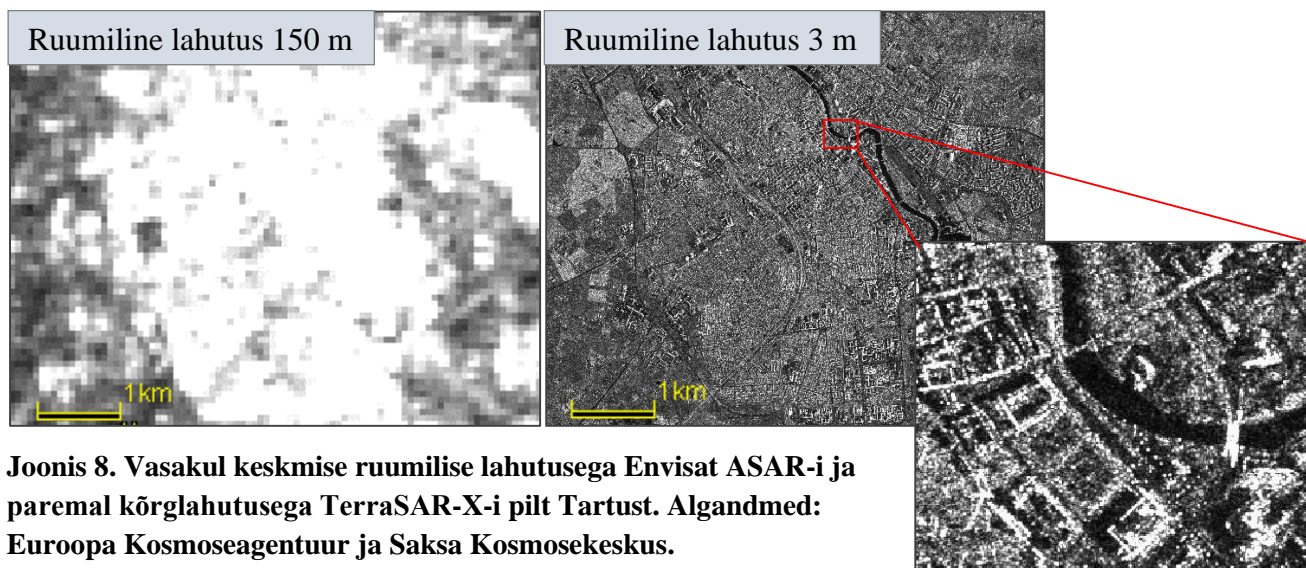 Ruumiline lahutus 150 m
Ruumiline lahutus 3 m
1km
1km
Joonis 8. Vasakul keskmise ruumilise lahutusega Envisat ASAR-i ja
paremal kõrglahutusega TerraSAR-X-i pilt Tartust. Algandmed:
Euroopa Kosmoseagentuur ja Saksa Kosmosekeskus.